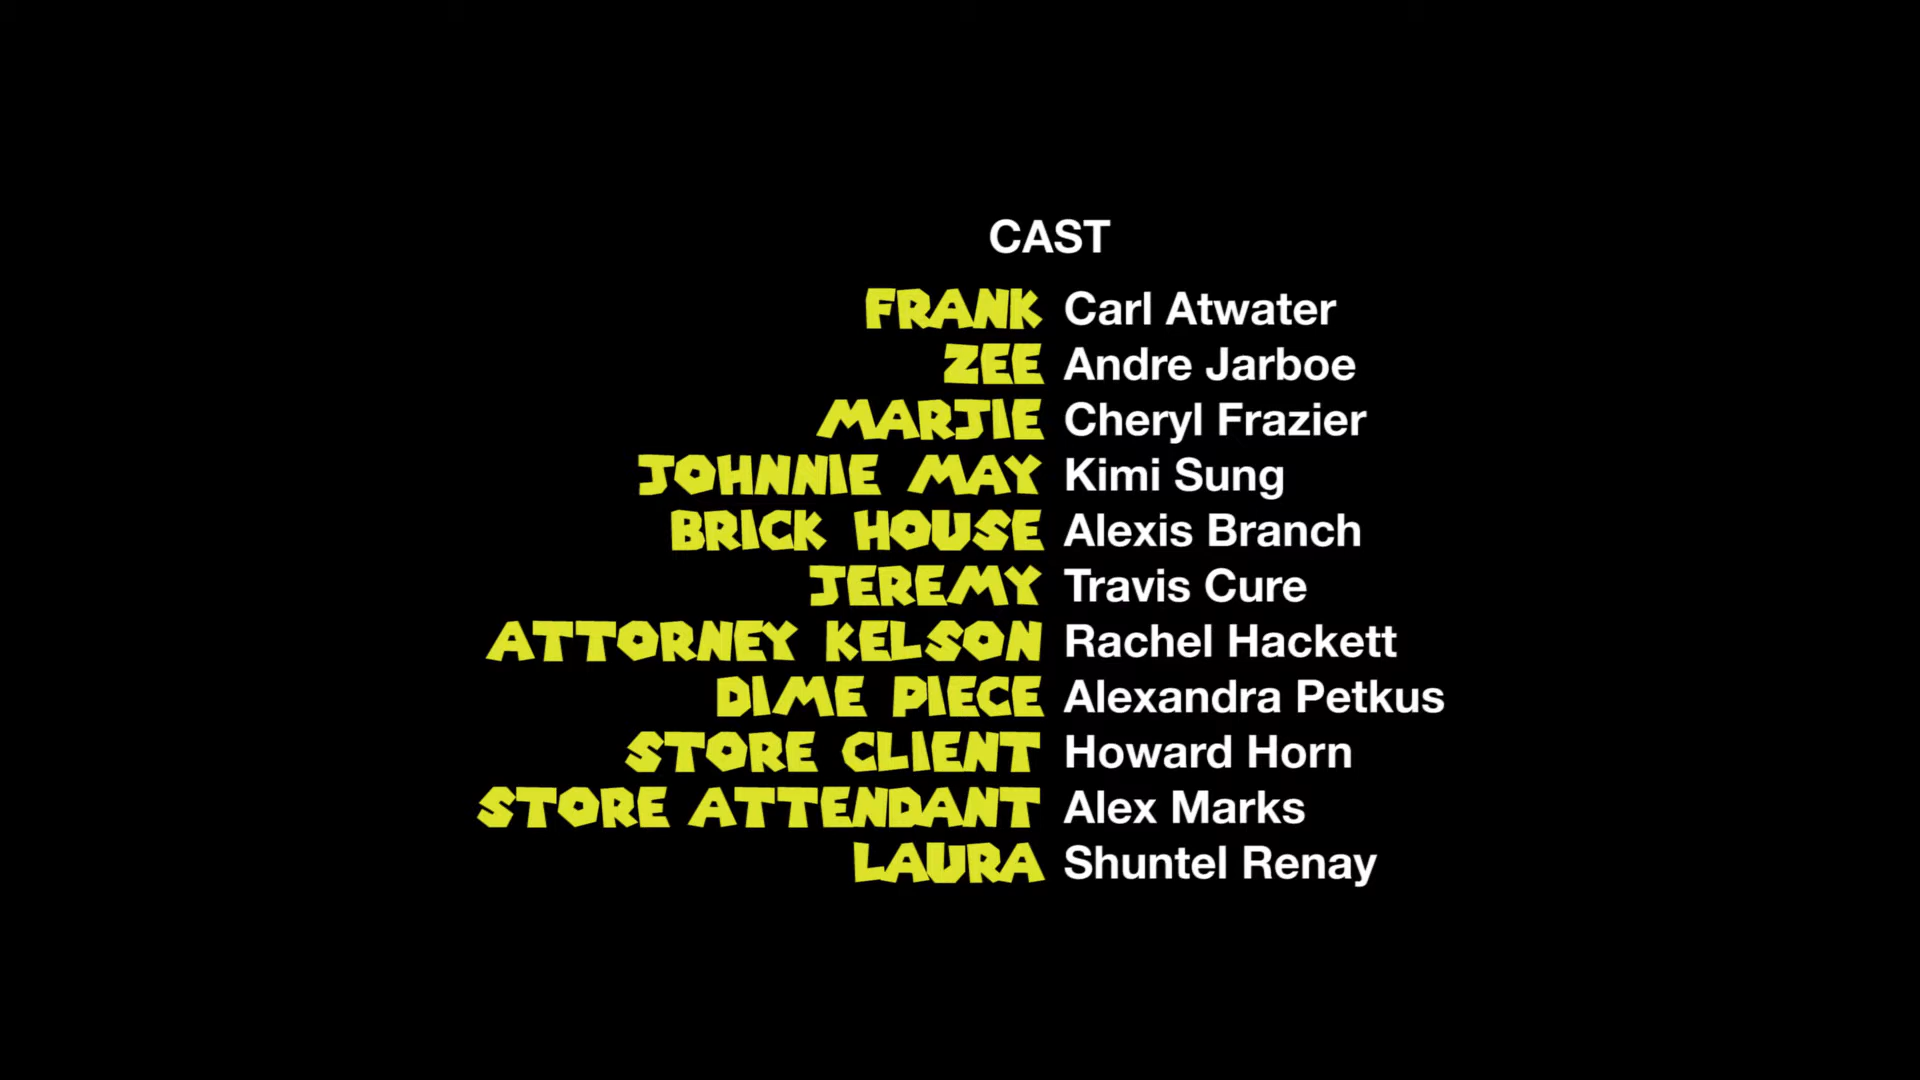 CAST
FRANK Carl Atwater
ZEE Andre Jarboe
MARJIE Cheryl Frazier
JOHNNIE MAY Kimi Sung
BRICK HOUSE Alexis Branch
JEREMY Travis Cure
ATTORNEY KELSON Rachel Hackett
DIME PIECE Alexandra Petkus
STORE CLIENT Howard Horn
STORE ATTENDANT Alex Marks
LAURA Shuntel Renay